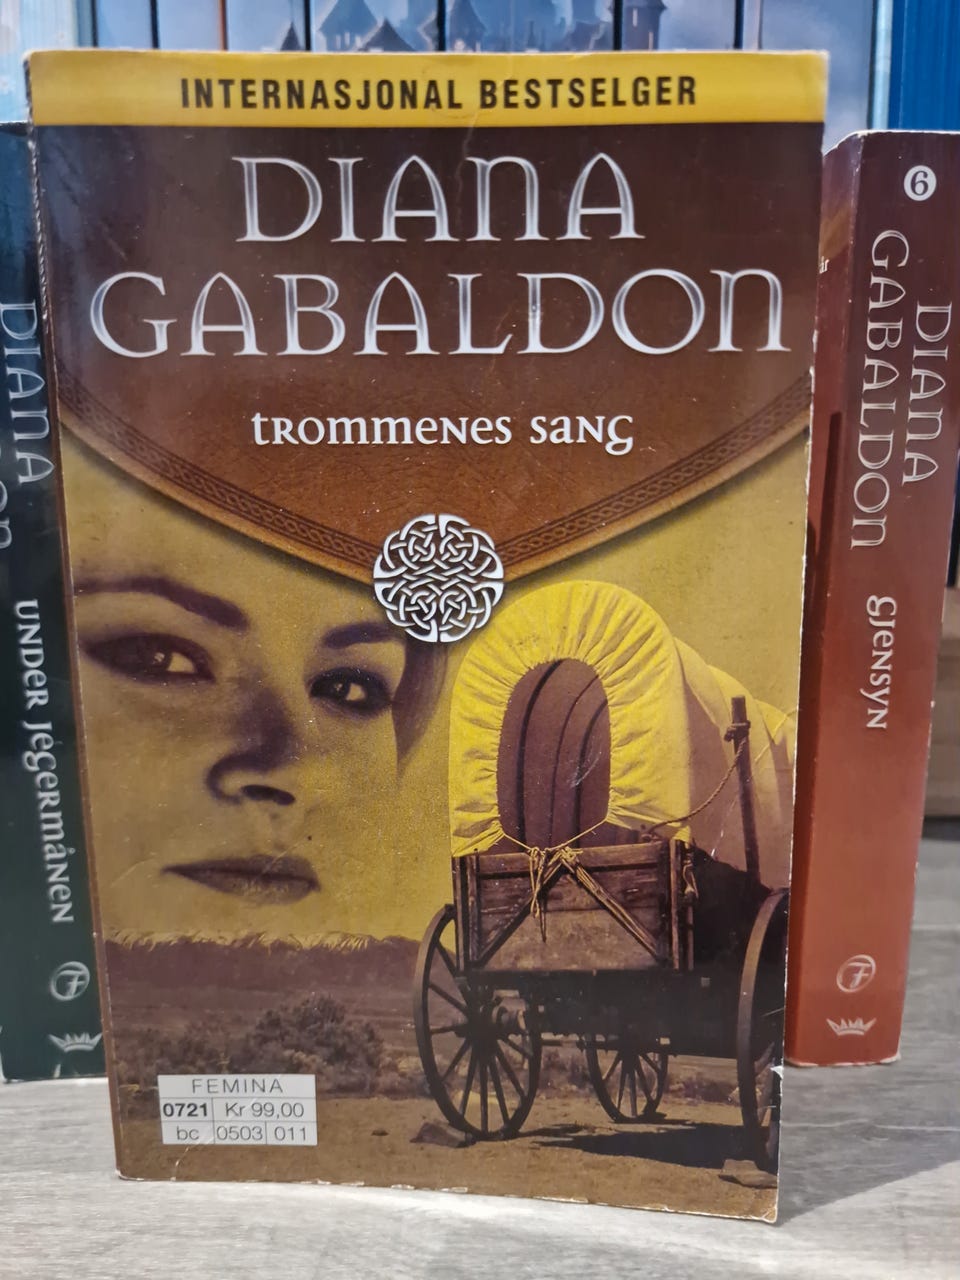 INTERNASJONAL BESTSELGER
DIANA
GABALDON
trommenes sang
FEMINA
0721 Kr 99,00
bc 0503 011
DIANA
under jegermånen
6
DIANA
GABALDON
gjensyn